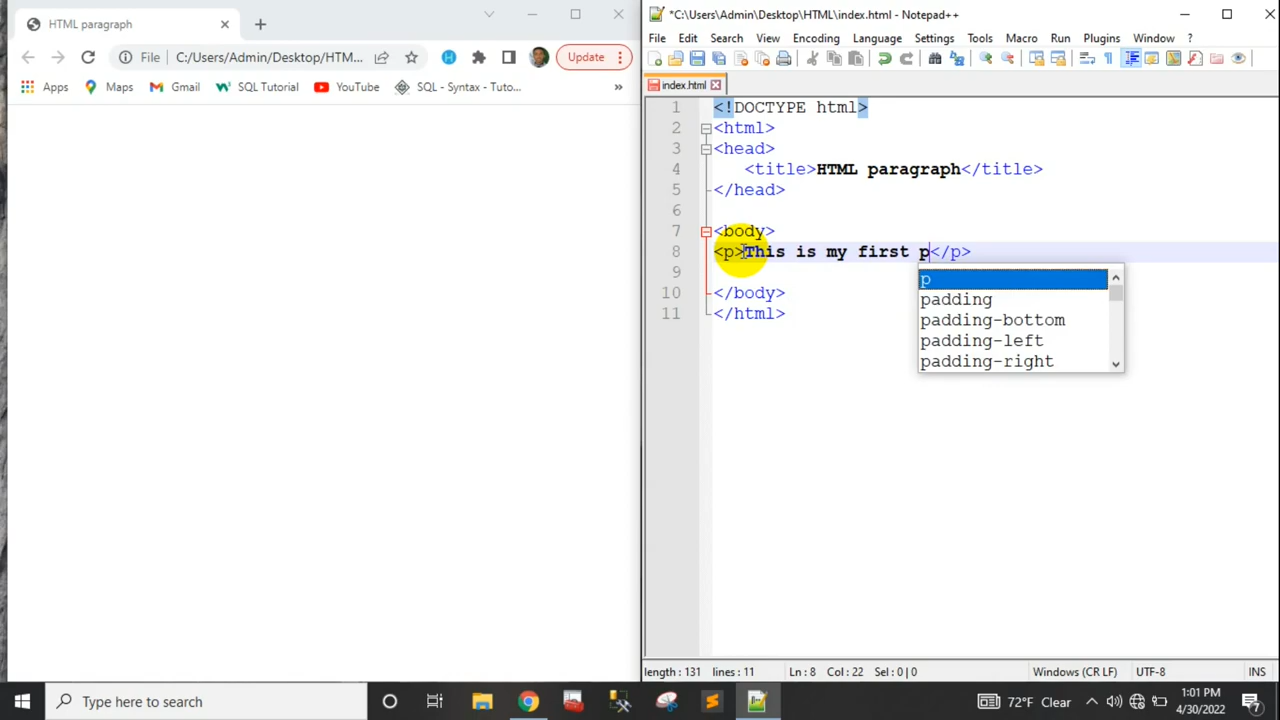 HTML paragraph
File C:/Users/Admin/Desktop/HTM... Update
Apps Maps Gmail SQL Tutorial YouTube SQL - Syntax - Tuto... »
*C:\Users\Admin\Desktop\HTML\index.html - Notepad++
File Edit Search View Encoding Language Settings Tools Macro Run Plugins Window ?
index.html
1 <!DOCTYPE html>
2 <html>
3 <head>
4 <title>HTML paragraph</title>
5 </head>
6
7 <body>
8 <p>This is my first p</p>
9
10 </body>
11 </html>
p
padding
padding-bottom
padding-left
padding-right
length : 131 lines : 11 Ln : 8 Col : 22 Sel : 0 | 0 Windows (CR LF) UTF-8 INS
Type here to search
72°F Clear
1:01 PM
4/30/2022
7